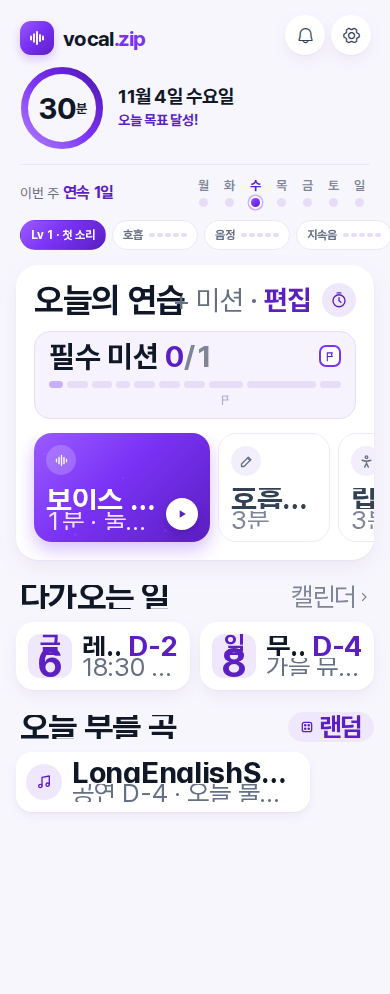 vocal.zip
30분
11월 4일 수요일
오늘 목표 달성!
이번 주 연속 1일
월 화 수 목 금 토 일
Lv 1 · 첫 소리 호흡 음정 지속음
오늘의 연습 + 미션 · 편집
필수 미션 0/1
보이스 ...
1분 · 눌...
호흡...
3분
립
3분
다가오는 일 캘린더 ›
금 6 레.. D-2
18:30 ...
일 8 무.. D-4
가을 뮤...
오늘 부를 곡 랜덤
LongEnglishS...
공연 D-4 · 오늘 물...